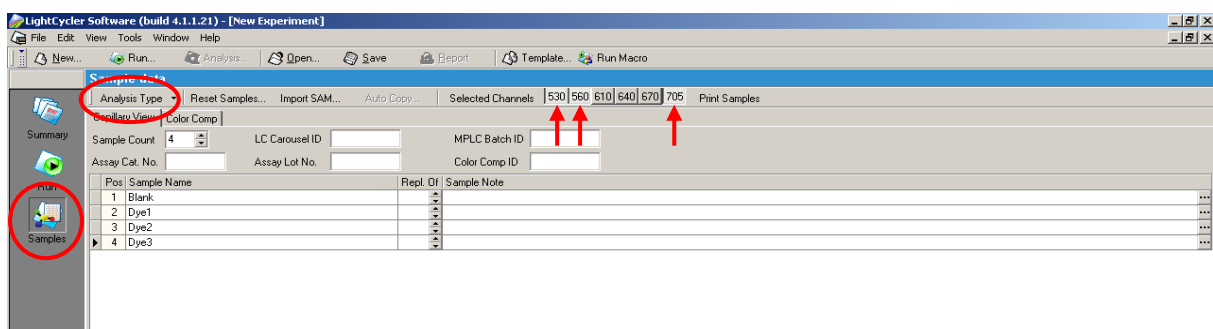 LightCycler Software (build 4.1.1.21) - [New Experiment]
File Edit View Tools Window Help
New... Run... Analysis... Open... Save Report Template... Run Macro
Sample data
Analysis Type Reset Samples... Import SAM... Auto Copy... Selected Channels 530 560 610 640 670 705 Print Samples
Capillary View Color Comp
Summary
Sample Count 4 LC Carousel ID MPLC Batch ID
Assay Cat. No. Assay Lot No. Color Comp ID
Run
Pos Sample Name Repl. Of Sample Note
1 Blank
2 Dye1
3 Dye2
Samples
4 Dye3